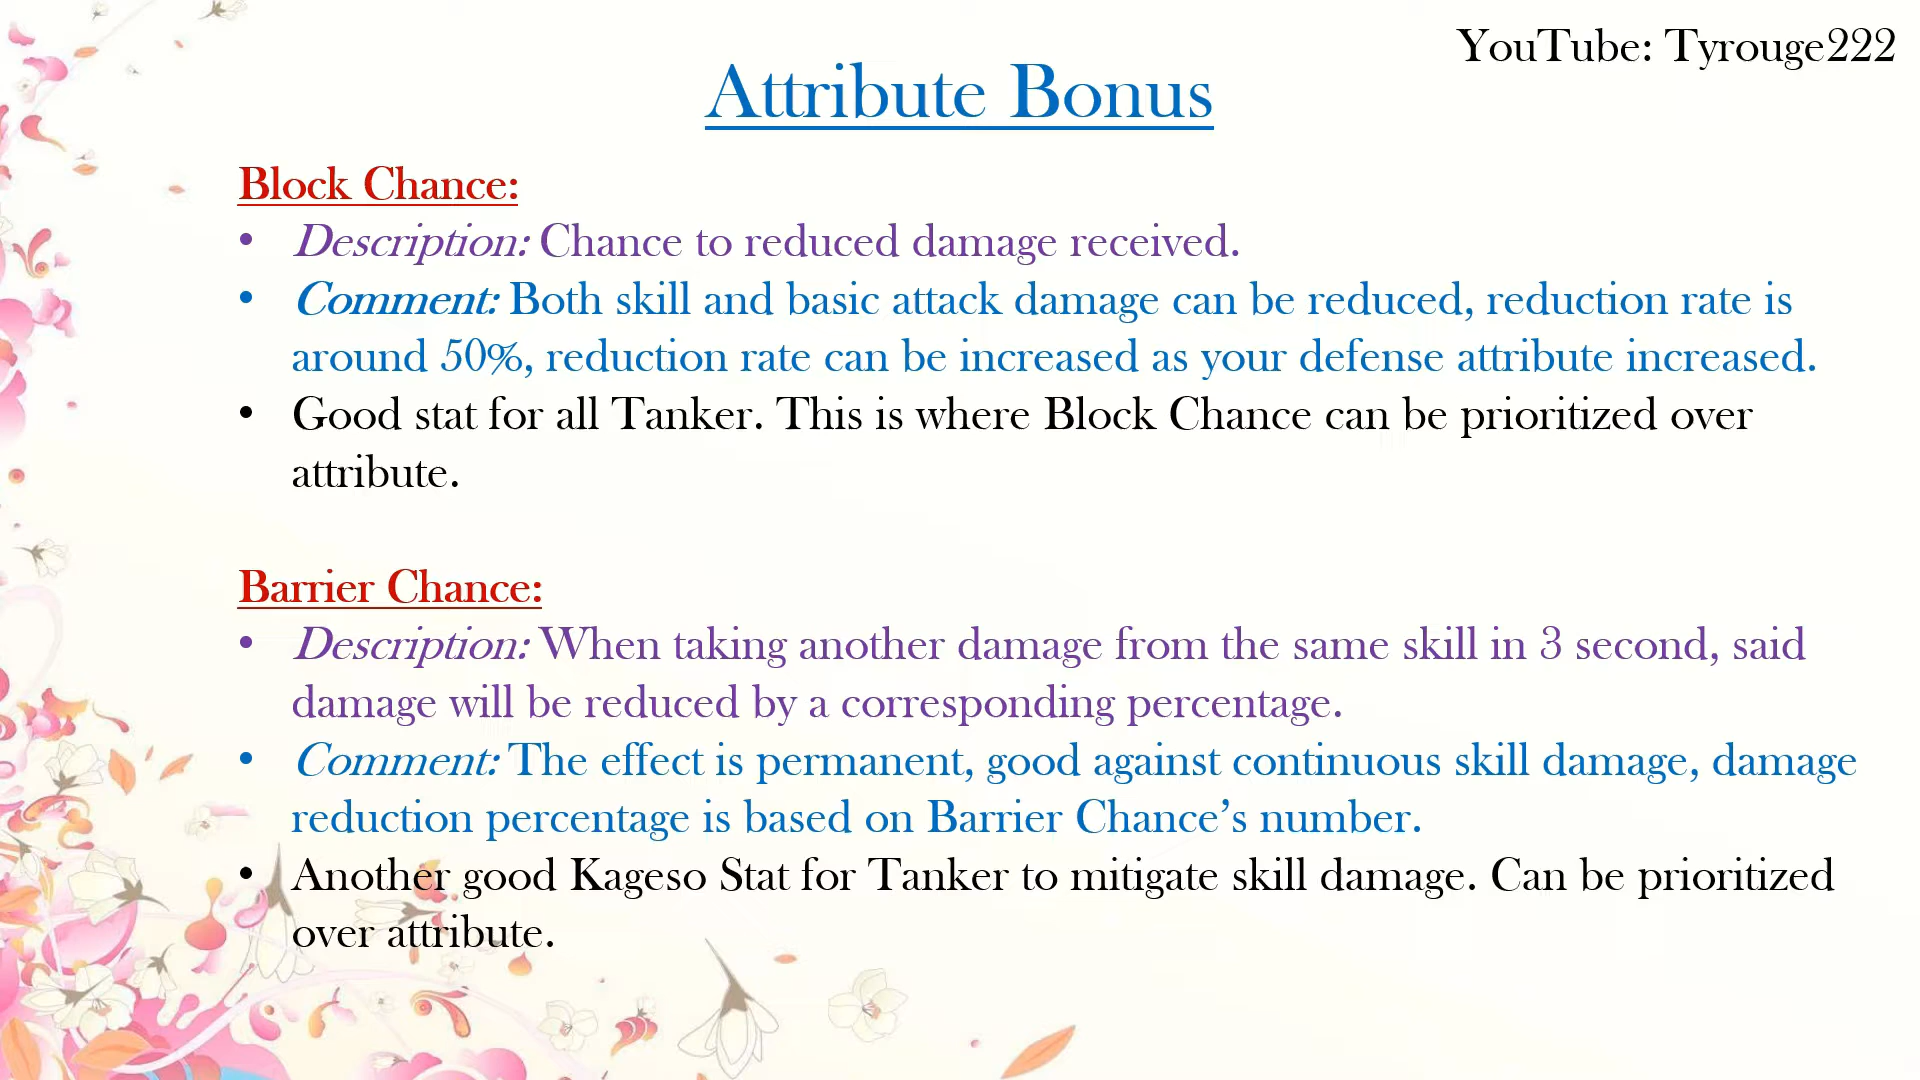 YouTube: Tyrouge222
Attribute Bonus
Block Chance:
• Description: Chance to reduced damage received.
• Comment: Both skill and basic attack damage can be reduced, reduction rate is
around 50%, reduction rate can be increased as your defense attribute increased.
• Good stat for all Tanker. This is where Block Chance can be prioritized over
attribute.
Barrier Chance:
• Description: When taking another damage from the same skill in 3 second, said
damage will be reduced by a corresponding percentage.
• Comment: The effect is permanent, good against continuous skill damage, damage
reduction percentage is based on Barrier Chance’s number.
• Another good Kageso Stat for Tanker to mitigate skill damage. Can be prioritized
over attribute.